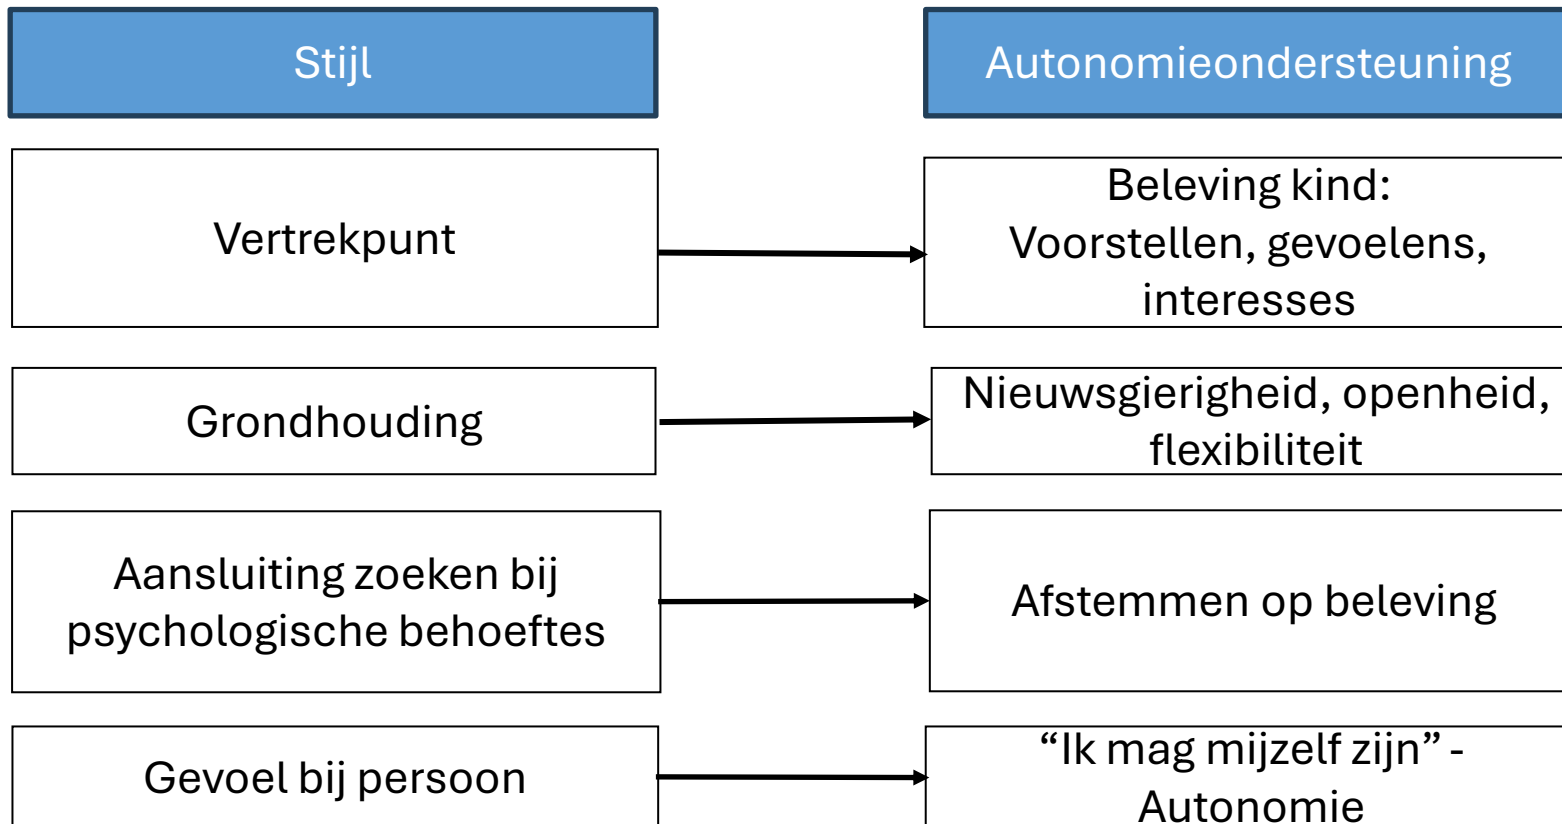 Stijl
Autonomieondersteuning
Vertrekpunt
Beleving kind:
Voorstellen, gevoelens,
interesses
Grondhouding
Nieuwsgierigheid, openheid,
flexibiliteit
Aansluiting zoeken bij
psychologische behoeftes
Afstemmen op beleving
Gevoel bij persoon
“Ik mag mijzelf zijn” -
Autonomie